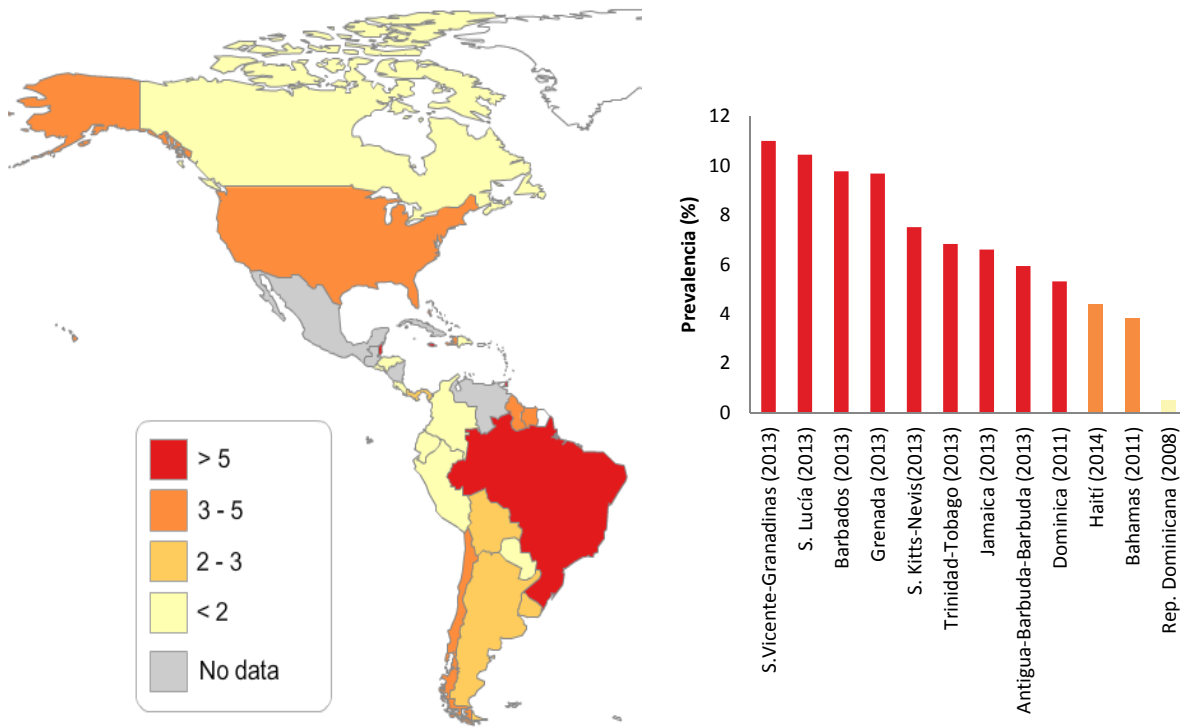 > 5
3 - 5
2 - 3
< 2
No data
Prevalencia (%)
12
10
8
6
4
2
0
S.Vicente-Granadinas (2013)
S. Lucía (2013)
Barbados (2013)
Grenada (2013)
S. Kitts-Nevis(2013)
Trinidad-Tobago (2013)
Jamaica (2013)
Antigua-Barbuda-Barbuda (2013)
Dominica (2011)
Haití (2014)
Bahamas (2011)
Rep. Dominicana (2008)